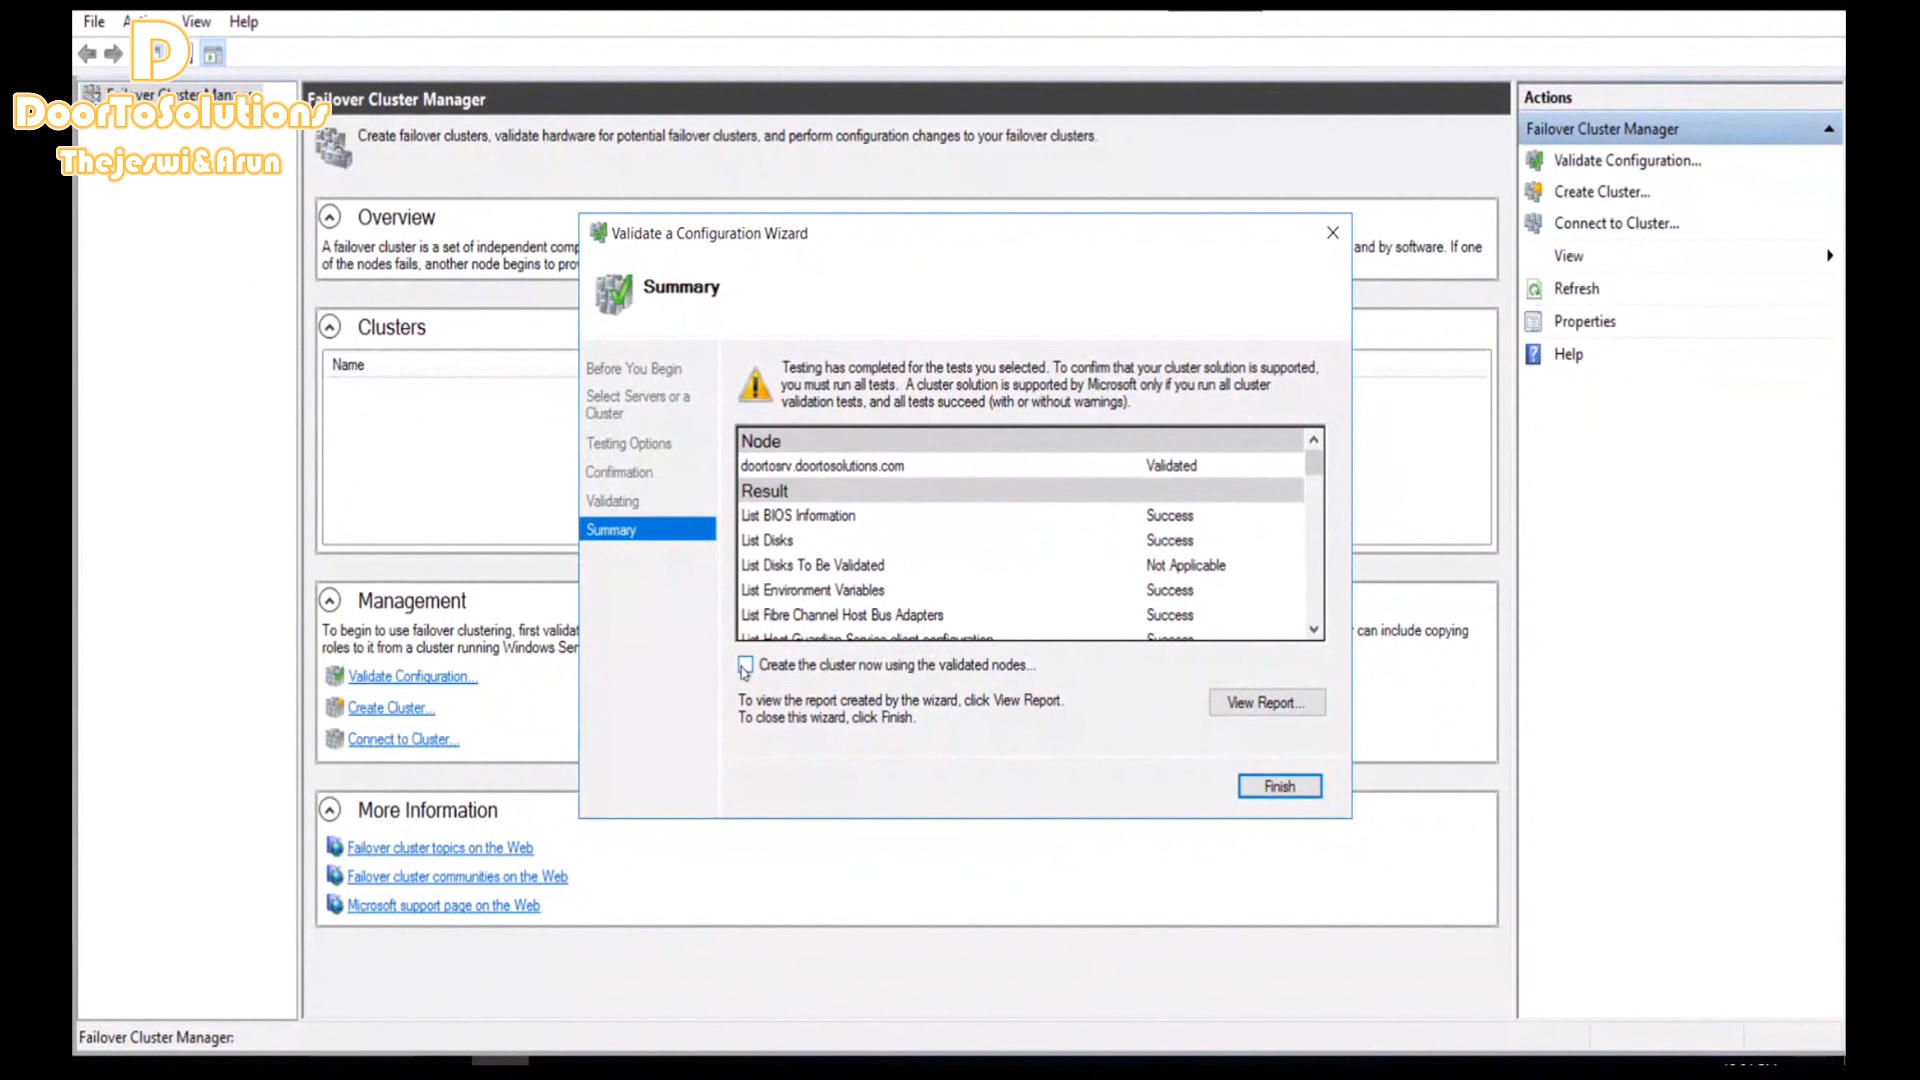 File
View
Help
D
DoorToSolutions
Thejeswi&Arun
Failover Cluster Manager
Create failover clusters, validate hardware for potential failover clusters, and perform configuration changes to your failover clusters.
Overview
A failover cluster is a set of independent comp
and by software. If one
of the nodes fails, another node begins to prov
Clusters
Name
Management
To begin to use failover clustering, first valida
can include copying
roles to it from a cluster running Windows Ser
Validate Configuration...
Create Cluster...
Connect to Cluster...
More Information
Failover cluster topics on the Web
Failover cluster communities on the Web
Microsoft support page on the Web
Validate a Configuration Wizard
Summary
Before You Begin
Select Servers or a
Cluster
Testing Options
Confirmation
Validating
Summary
Testing has completed for the tests you selected. To confirm that your cluster solution is supported,
you must run all tests. A cluster solution is supported by Microsoft only if you run all cluster
validation tests, and all tests succeed (with or without warnings).
Node
doortosrv.doortosolutions.com Validated
Result
List BIOS Information Success
List Disks Success
List Disks To Be Validated Not Applicable
List Environment Variables Success
List Fibre Channel Host Bus Adapters Success
List Host Guardian Service client configuration Success
Create the cluster now using the validated nodes...
To view the report created by the wizard, click View Report.
To close this wizard, click Finish.
View Report...
Finish
Actions
Failover Cluster Manager
Validate Configuration...
Create Cluster...
Connect to Cluster...
View
Refresh
Properties
Help
Failover Cluster Manager: